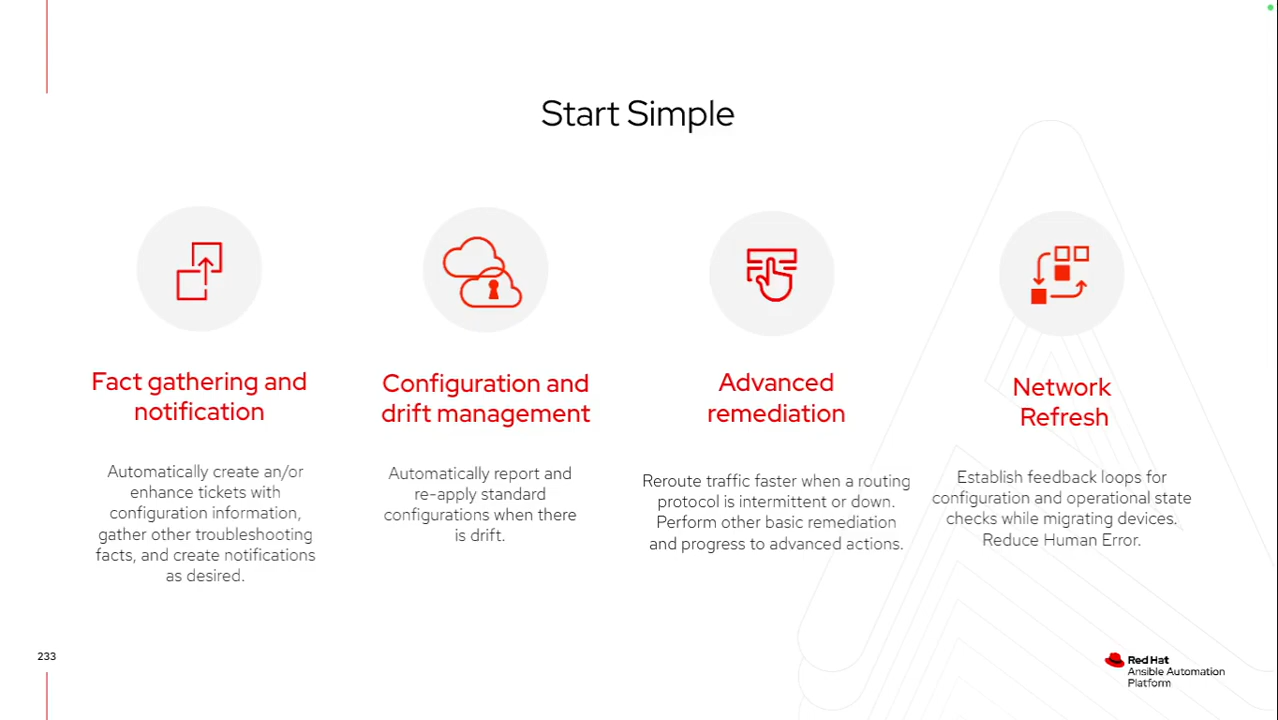 Start Simple
Fact gathering and
notification
Automatically create an/or
enhance tickets with
configuration information,
gather other troubleshooting
facts, and create notifications
as desired.
Configuration and
drift management
Automatically report and
re-apply standard
configurations when there
is drift.
Advanced
remediation
Reroute traffic faster when a routing
protocol is intermittent or down.
Perform other basic remediation
and progress to advanced actions.
Network
Refresh
Establish feedback loops for
configuration and operational state
checks while migrating devices.
Reduce Human Error.
233
Red Hat
Ansible Automation
Platform